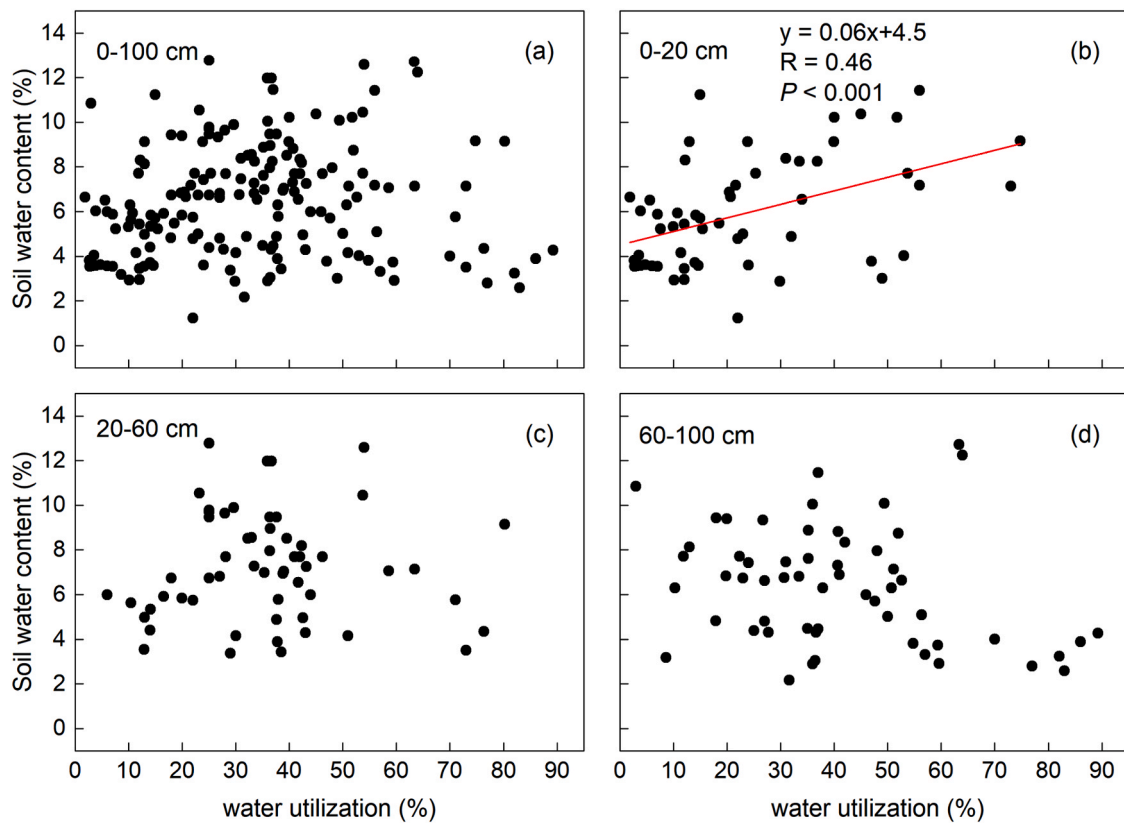 0-100 cm
(a)
14
12
10
8
6
4
2
0
Soil water content (%)
0-20 cm
(b)
y = 0.06x+4.5
R = 0.46
P < 0.001
20-60 cm
(c)
14
12
10
8
6
4
2
0
Soil water content (%)
0 10 20 30 40 50 60 70 80 90
water utilization (%)
60-100 cm
(d)
0 10 20 30 40 50 60 70 80 90
water utilization (%)